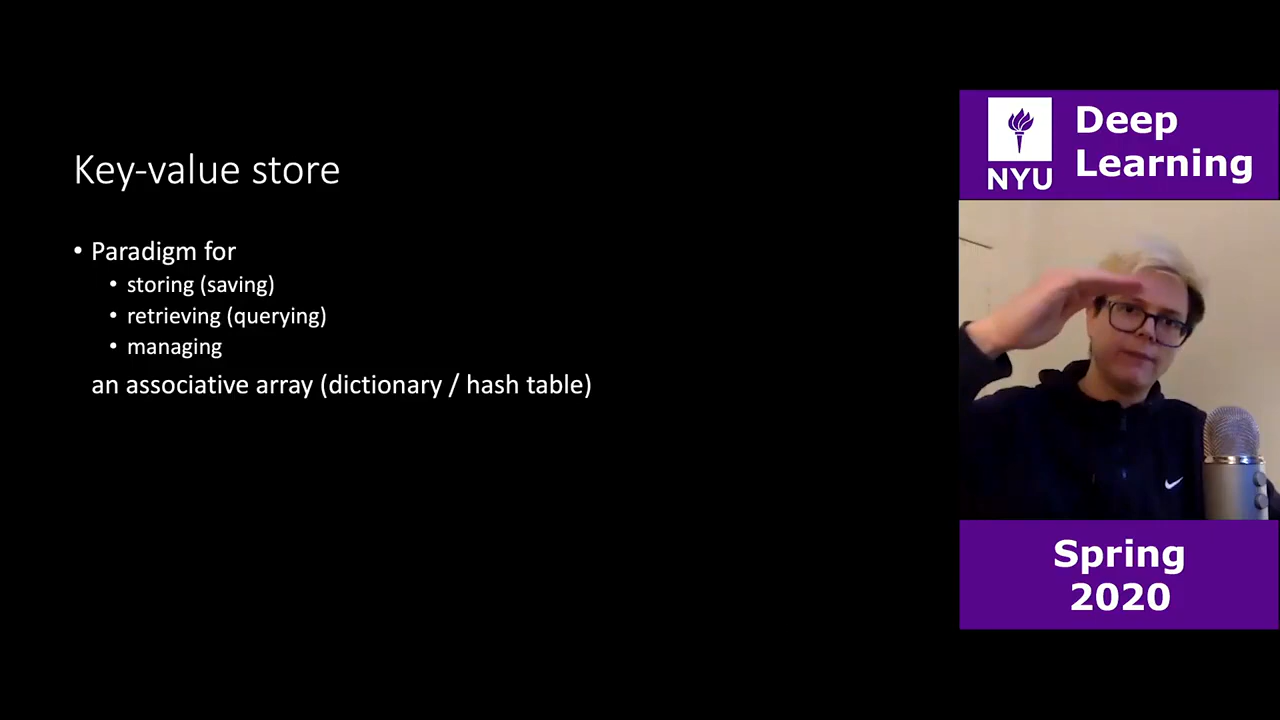 Key-value store
• Paradigm for
• storing (saving)
• retrieving (querying)
• managing
an associative array (dictionary / hash table)
NYU
Deep
Learning
Spring
2020